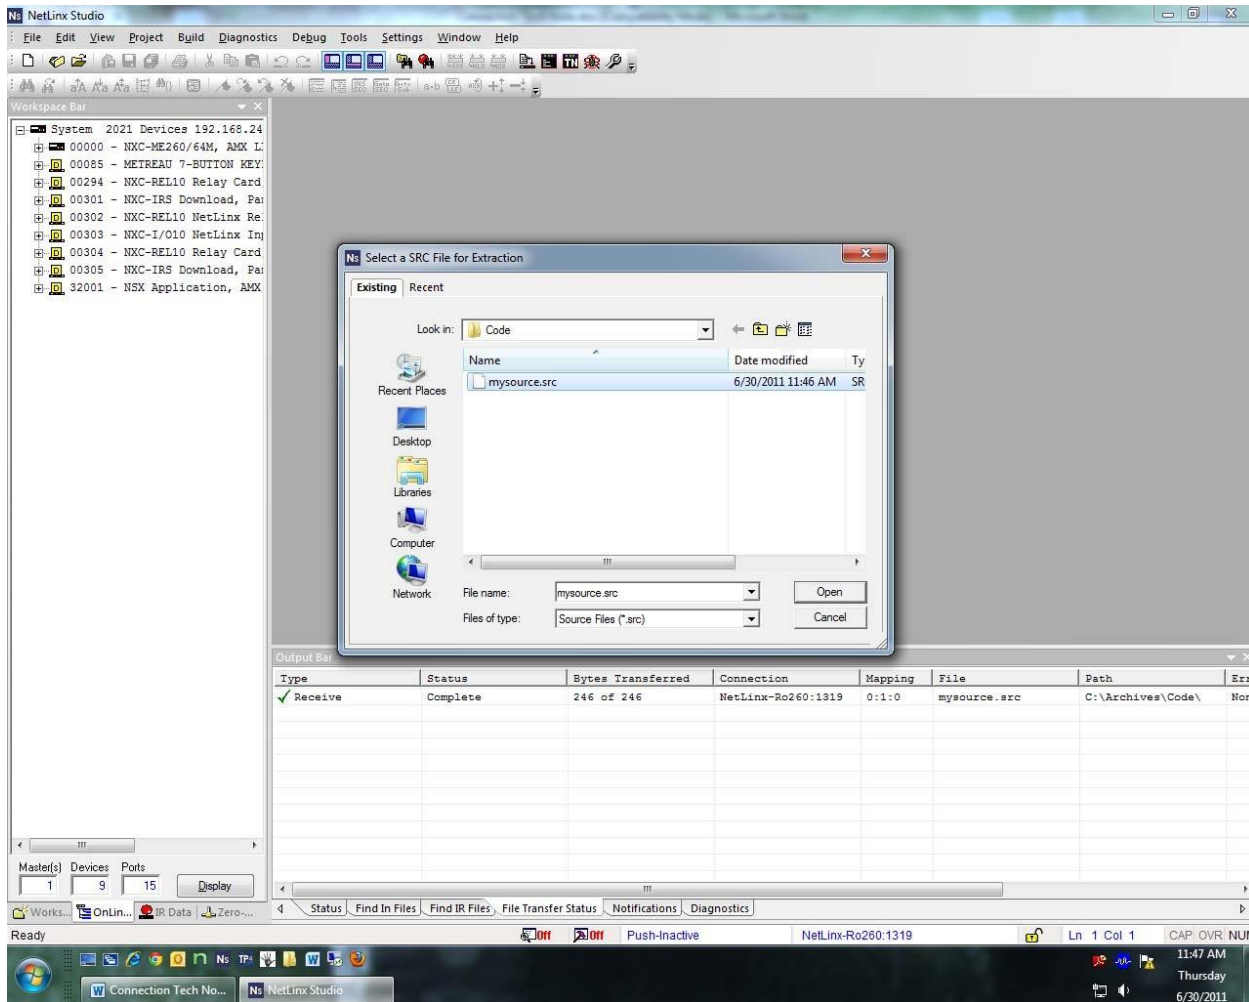 NetLinx Studio
File Edit View Project Build Diagnostics Debug Tools Settings Window Help
Workspace Bar
System 2021 Devices 192.168.24
00000 - NXC-ME260/64M, AMX
00085 - METREAU 7-BUTTON
00294 - NXC-REL10 Relay Card
00301 - NXC-IRS Download,
00302 - NXC-REL10 NetLinx
00303 - NXC-I/O10 NetLinx
00304 - NXC-REL10 Relay Card
00305 - NXC-IRS Download,
32001 - NSX Application, AMX
Select a SRC File for Extraction
Existing Recent
Look in: Code
Name Date modified Ty
mysource.src 6/30/2011 11:46 AM SR
Recent Places
Desktop
Libraries
Computer
Network
File name: mysource.src Open
Files of type: Source Files (*.src) Cancel
Output Bar
Type Status Bytes Transferred Connection Mapping File Path
Receive Complete 246 of 246 NetLinx-Ro260:1319 0:1:0 mysource.src C:\Archives\Code\
Master(s) Devices Ports
1 9 15 Display
Works... OnLin... IR Data Zero-...
Status Find In Files Find IR Files File Transfer Status Notifications Diagnostics
Ready Off Off Push-Inactive NetLinx-Ro260:1319 Ln 1 Col 1 CAP OVR
11:47 AM
Thursday
6/30/2011
Connection Tech No... NetLinx Studio